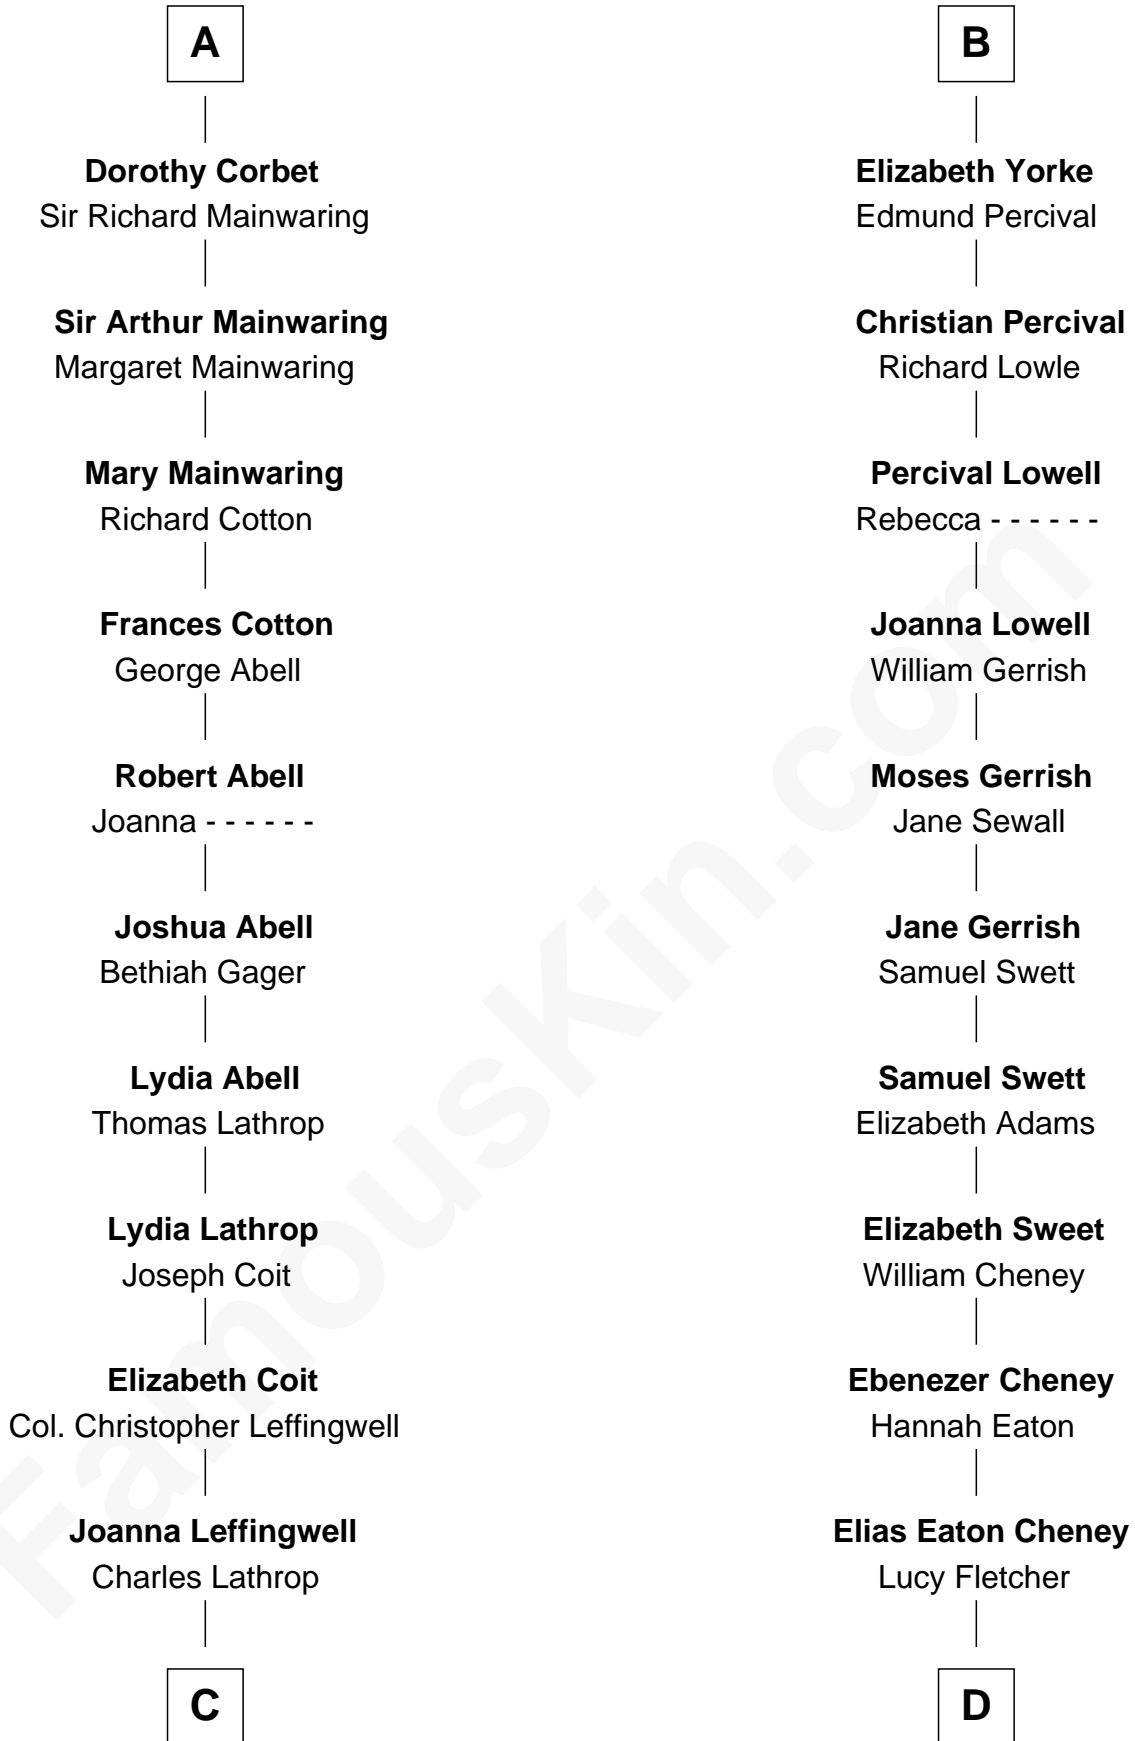 A
Dorothy Corbet
Sir Richard Mainwaring
Sir Arthur Mainwaring
Margaret Mainwaring
Mary Mainwaring
Richard Cotton
Frances Cotton
George Abell
Robert Abell
Joanna - - - - - -
Joshua Abell
Bethiah Gager
Lydia Abell
Thomas Lathrop
Lydia Lathrop
Joseph Coit
Elizabeth Coit
Col. Christopher Leffingwell
Joanna Leffingwell
Charles Lathrop
C
B
Elizabeth Yorke
Edmund Percival
Christian Percival
Richard Lowle
Percival Lowell
Rebecca - - - - - -
Joanna Lowell
William Gerrish
Moses Gerrish
Jane Sewall
Jane Gerrish
Samuel Swett
Samuel Swett
Elizabeth Adams
Elizabeth Sweet
William Cheney
Ebenezer Cheney
Hannah Eaton
Elias Eaton Cheney
Lucy Fletcher
D
FamousKin.com